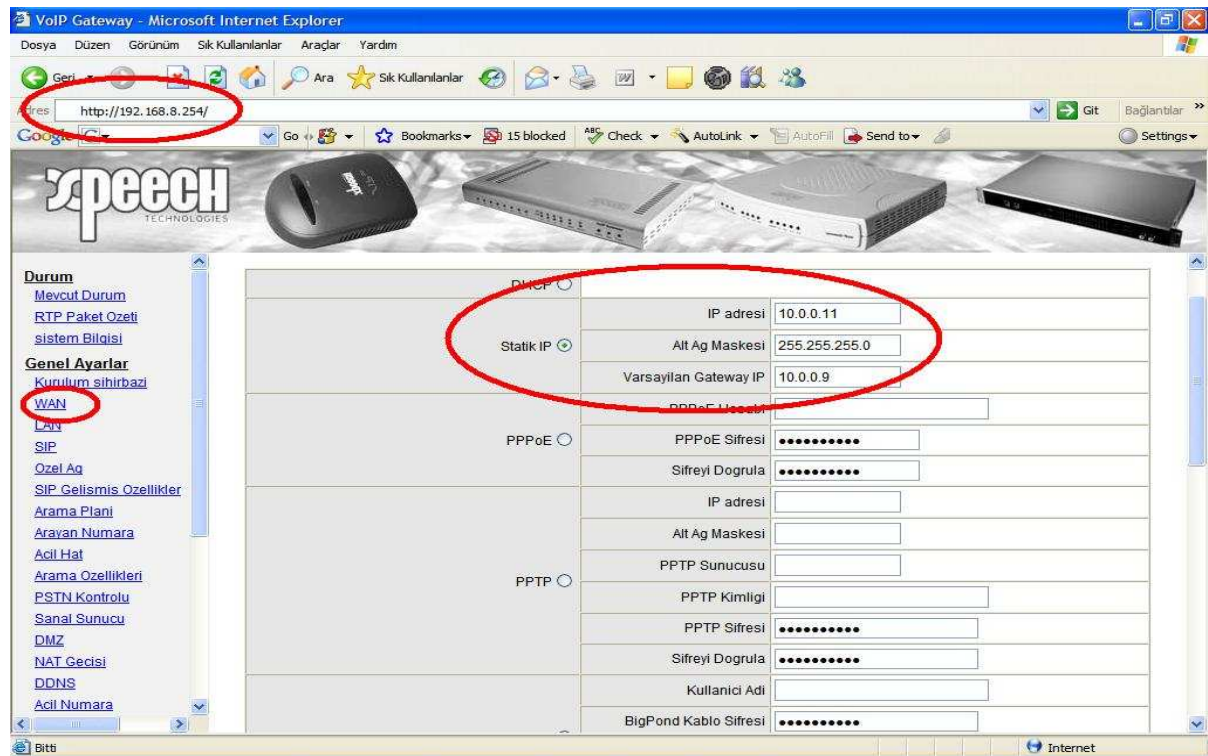 VoIP Gateway - Microsoft Internet Explorer
Dosya Düzen Görünüm Sık Kullanılanlar Araçlar Yardım
Geri Ara Sık Kullanılanlar
Adres http://192.168.8.254/ Git Bağlantılar
Google Go Bookmarks 15 blocked Check AutoLink AutoFill Send to Settings
xpeech
TECHNOLOGIES
Durum
Mevcut Durum
RTP Paket Ozeti
sistem Bilgisi
Genel Ayarlar
Kurulum sihirbazi
WAN
LAN
SIP
Ozel Ag
SIP Gelismis Ozellikler
Arama Plani
Arayan Numara
Acil Hat
Arama Ozellikleri
PSTN Kontrolu
Sanal Sunucu
DMZ
NAT Gecisi
DDNS
Acil Numara
DHCP
Statik IP
IP adresi 10.0.0.11
Alt Ag Maskesi 255.255.255.0
Varsayilan Gateway IP 10.0.0.9
PPPoE
PPPoE Hesabi
PPPoE Sifresi ●●●●●●●●●●
Sifreyi Dogrula ●●●●●●●●●●
PPTP
IP adresi
Alt Ag Maskesi
PPTP Sunucusu
PPTP Kimligi
PPTP Sifresi ●●●●●●●●●●
Sifreyi Dogrula ●●●●●●●●●●
Kullanici Adi
BigPond Kablo Sifresi ●●●●●●●●●●
Bitti Internet